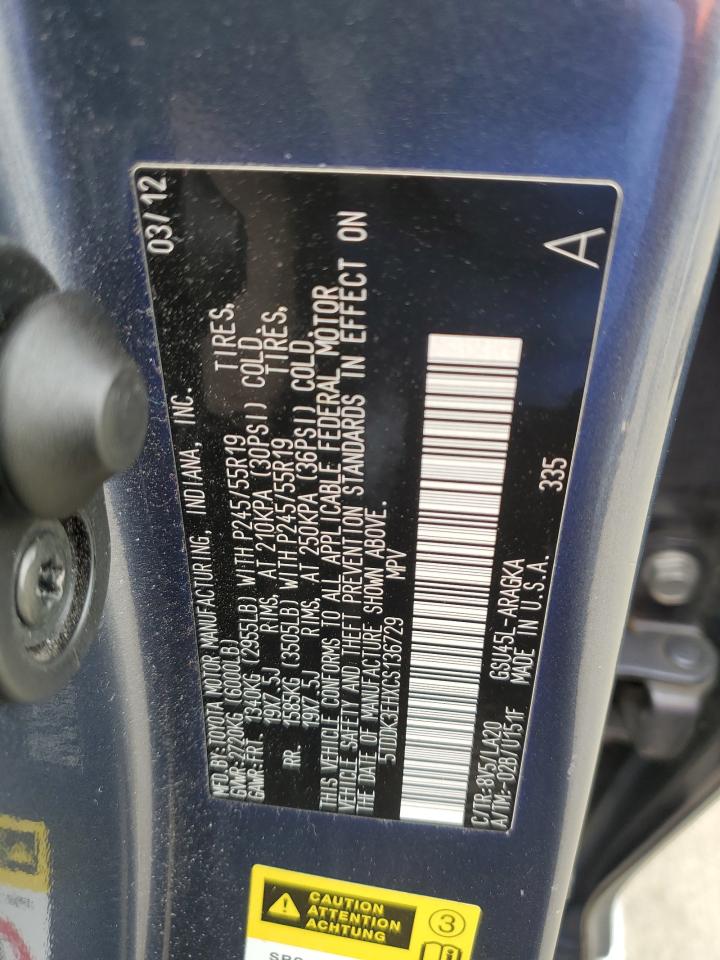 MFD.BY:TOYOTA MOTOR MANUFACTURING, INDIANA, INC. 03/12
GVWR:2720KG(6000LB)
GAWR:FRT. 1340KG (2955LB) WITH P245/55R19 TIRES,
19X7.5J RIMS. AT 210KPA (30PSI) COLD
RR. 1585KG (3505LB) WITH P245/55R19 TIRES,
19X7.5J RIMS. AT 250KPA (36PSI) COLD
THIS VEHICLE CONFORMS TO ALL APPLICABLE FEDERAL MOTOR
VEHICLE SAFETY AND THEFT PREVENTION STANDARDS IN EFFECT ON
THE DATE OF MANUFACTURE SHOWN ABOVE.
5TDDK3EHXCS136729 MPV
C/TR:8V5/LA20 GSU45L-ARAGKA 335 A
A/TM:-02B/U151F MADE IN U.S.A.
CAUTION
ATTENTION
ACHTUNG
3